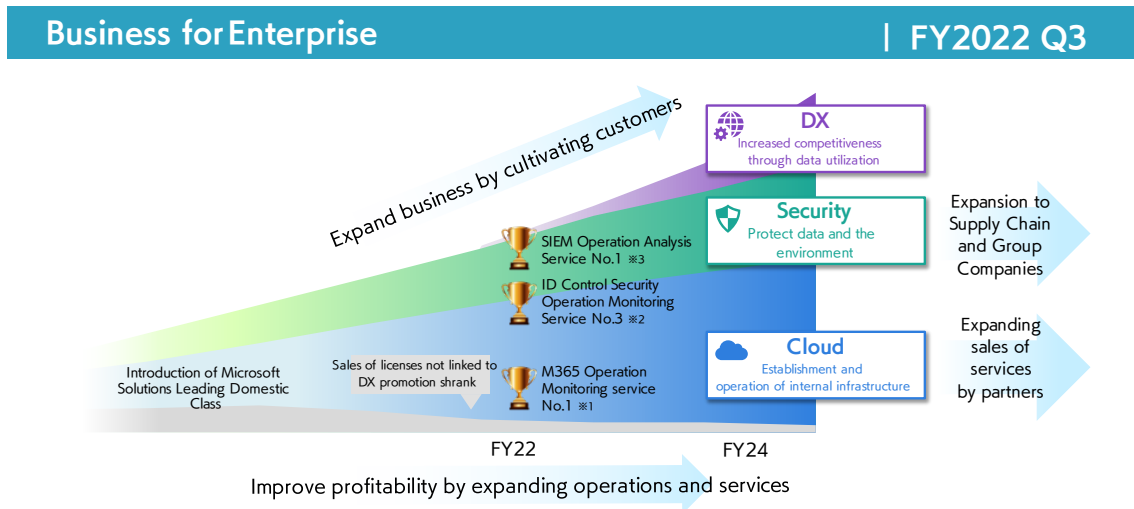 Business for Enterprise
| FY2022 Q3
Expand business by cultivating customers
DX
Increased competitiveness
through data utilization
Security
Protect data and the
environment
Expansion to
Supply Chain
and Group
Companies
SIEM Operation Analysis
Service No.1 ※3
ID Control Security
Operation Monitoring
Service No.3 ※2
Cloud
Establishment and
operation of internal infrastructure
Expanding
sales of
services
by partners
Introduction of Microsoft
Solutions Leading Domestic
Class
Sales of licenses not linked to
DX promotion shrank
M365 Operation
Monitoring service
No.1 ※1
FY22
FY24
Improve profitability by expanding operations and services